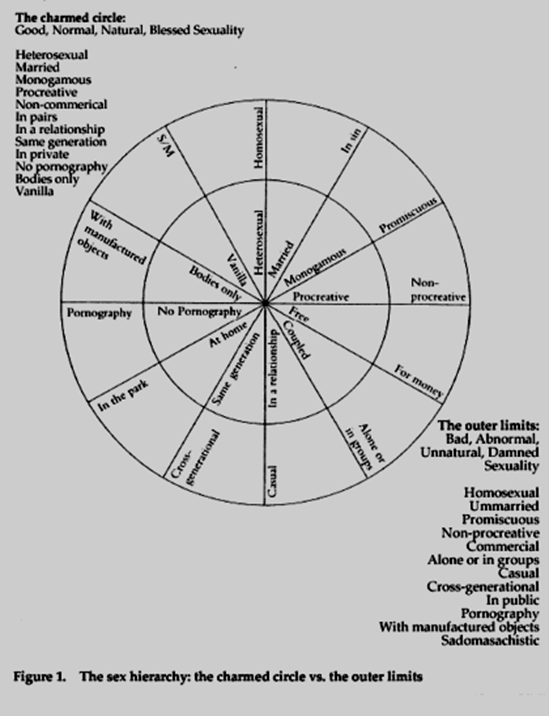 The charmed circle:
Good, Normal, Natural, Blessed Sexuality
Heterosexual
Married
Monogamous
Procreative
Non-commerical
In pairs
In a relationship
Same generation
In private
No pornography
Bodies only
Vanilla
S/M
Homosexual
In sin
Promiscuous
Non-
procreative
For money
Alone or
in groups
Casual
Cross-
generational
In the park
Pornography
With
manufactured
objects
Vanilla
Heterosexual
Married
Monogamous
Procreative
Free
Coupled
In a relationship
Same generation
At home
No Pornography
Bodies only
The outer limits:
Bad, Abnormal,
Unnatural, Damned
Sexuality
Homosexual
Ummarried
Promiscuous
Non-procreative
Commercial
Alone or in groups
Casual
Cross-generational
In public
Pornography
With manufactured objects
Sadomasachistic
Figure 1. The sex hierarchy: the charmed circle vs. the outer limits